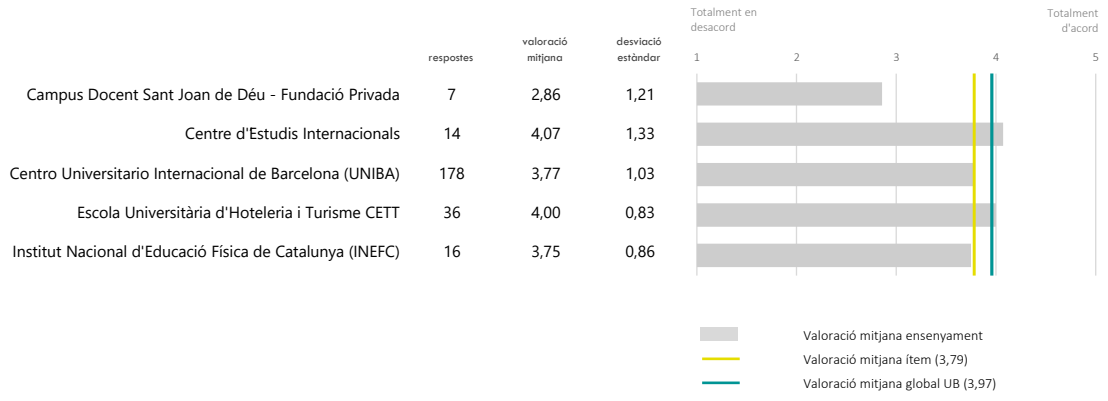 Totalment en
desacord
Totalment
d'acord
respostes
valoració
mitjana
desviació
estàndar
1 2 3 4 5
Campus Docent Sant Joan de Déu - Fundació Privada 7 2,86 1,21
Centre d'Estudis Internacionals 14 4,07 1,33
Centro Universitario Internacional de Barcelona (UNIBA) 178 3,77 1,03
Escola Universitària d'Hoteleria i Turisme CETT 36 4,00 0,83
Institut Nacional d'Educació Física de Catalunya (INEFC) 16 3,75 0,86
Valoració mitjana ensenyament
Valoració mitjana ítem (3,79)
Valoració mitjana global UB (3,97)